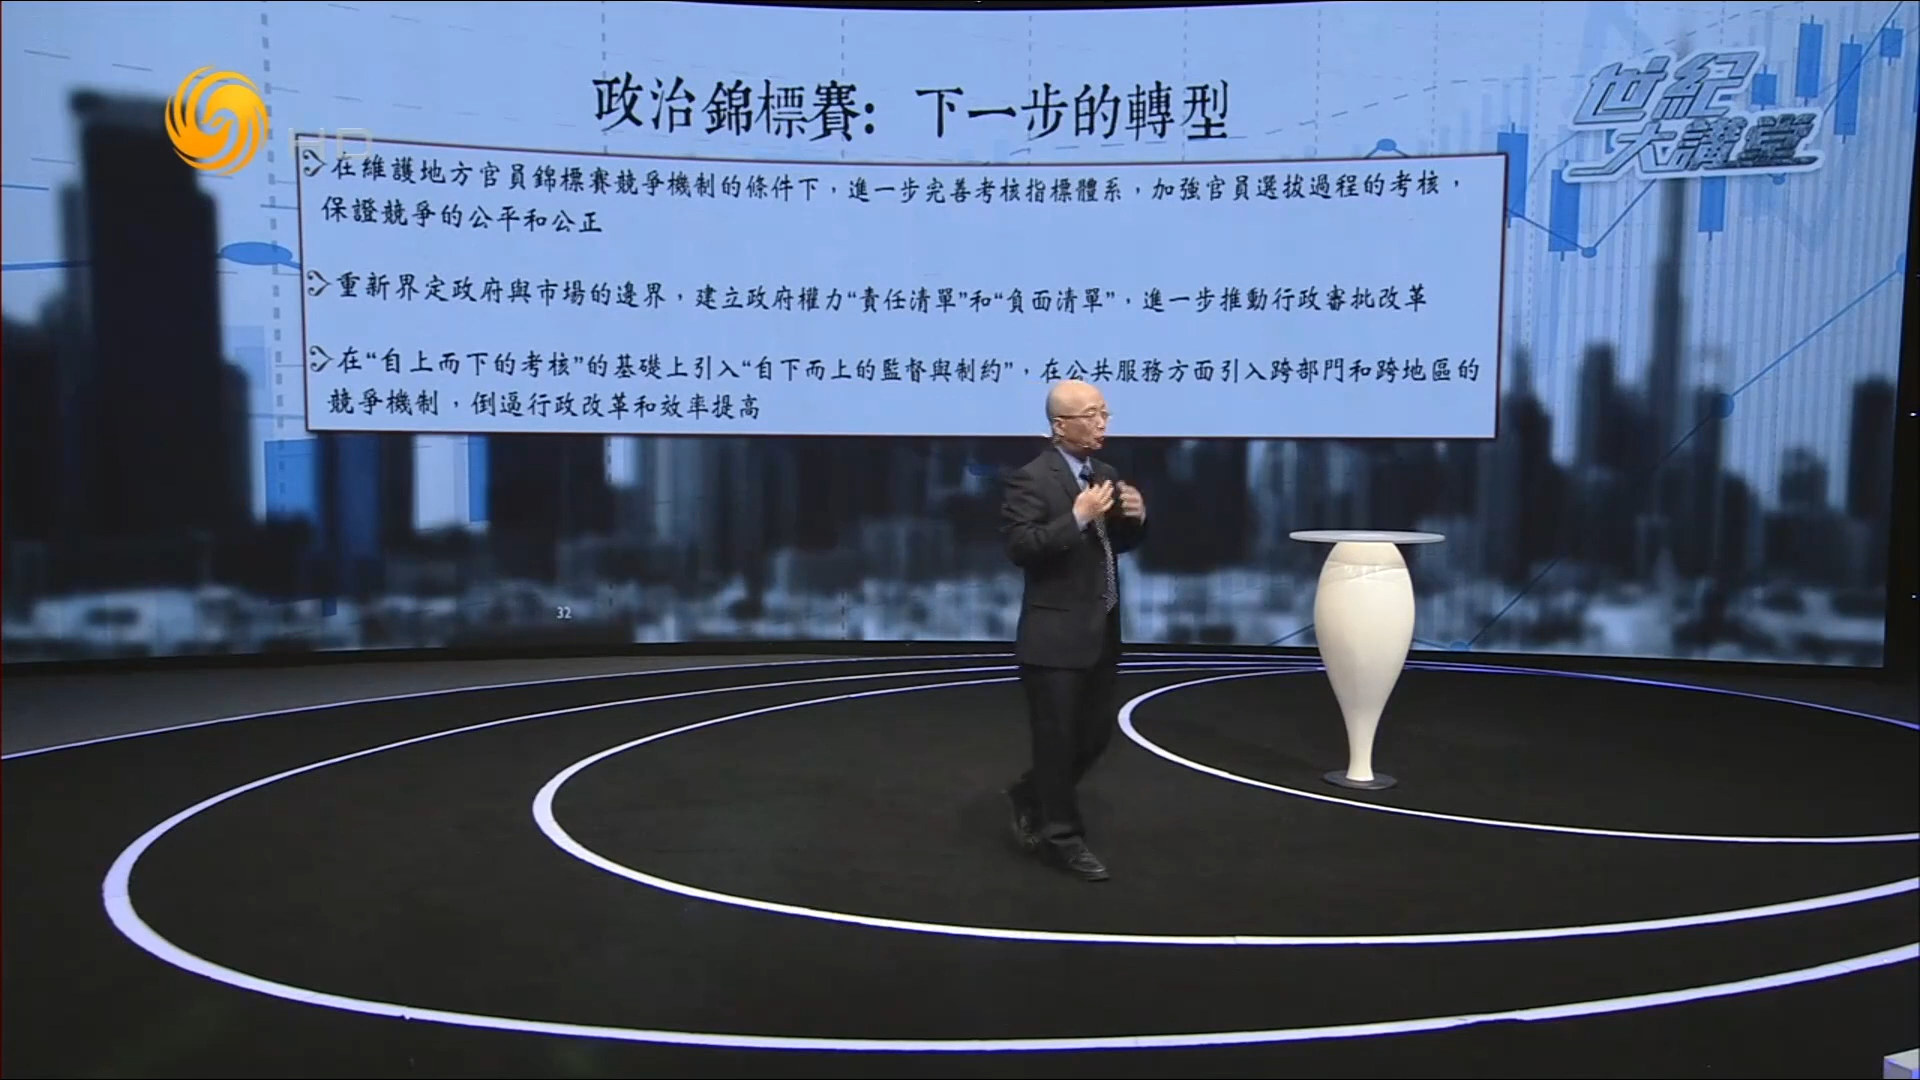 政治錦標賽：下一步的轉型
世紀
大講堂
HD
在維護地方官員錦標賽競爭機制的條件下，進一步完善考核指標體系，加強官員選拔過程的考核，
保證競爭的公平和公正
重新界定政府與市場的邊界，建立政府權力“責任清單”和“負面清單”，進一步推動行政審批改革
在“自上而下的考核”的基礎上引入“自下而上的監督與制約”，在公共服務方面引入跨部門和跨地區的
競爭機制，倒逼行政改革和效率提高
32